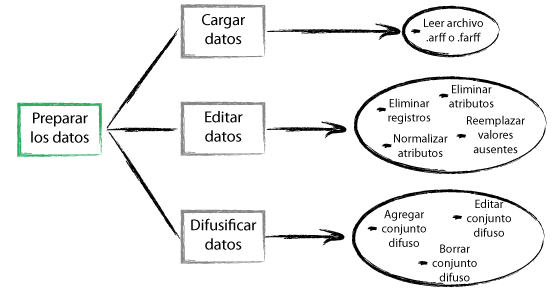 Preparar
los datos
Cargar
datos
Leer archivo
.arff o .farff
Editar
datos
Eliminar
registros
Eliminar
atributos
Normalizar
atributos
Reemplazar
valores
ausentes
Difusificar
datos
Agregar
conjunto
difuso
Editar
conjunto
difuso
Borrar
conjunto
difuso